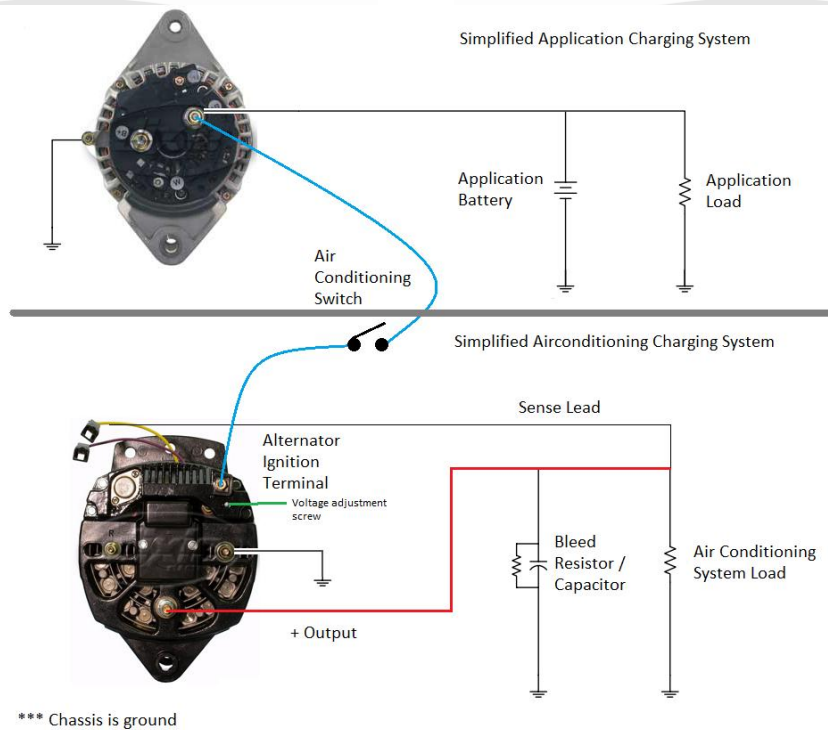 Simplified Application Charging System
Application
Battery
Application
Load
Air
Conditioning
Switch
Simplified Airconditioning Charging System
Sense Lead
Alternator
Ignition
Terminal
Voltage adjustment
screw
Bleed
Resistor /
Capacitor
Air Conditioning
System Load
+ Output
*** Chassis is ground